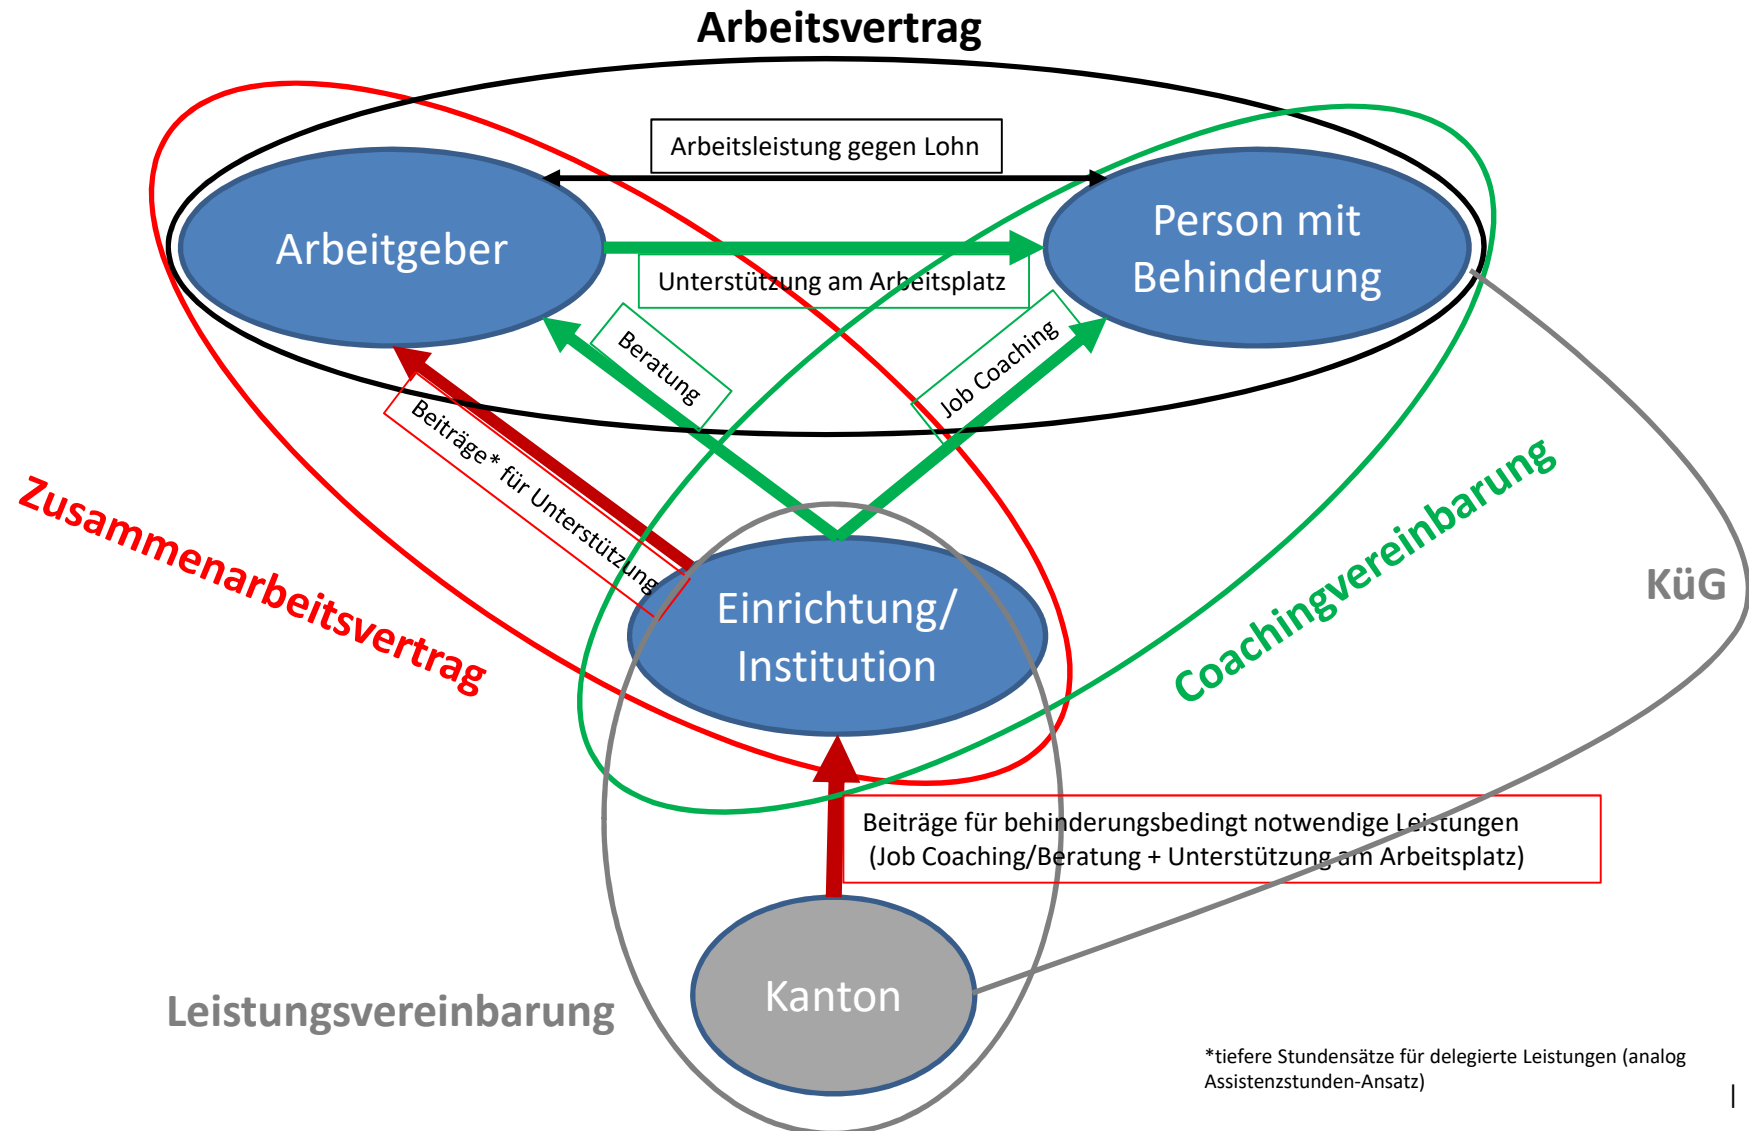 Arbeitsvertrag
Arbeitsleistung gegen Lohn
Arbeitgeber
Person mit
Behinderung
Unterstützung am Arbeitsplatz
Beratung
Job Coaching
Beiträge* für Unterstützung
Zusammenarbeitsvertrag
Coachingvereinbarung
KüG
Einrichtung/
Institution
Beiträge für behinderungsbedingt notwendige Leistungen
(Job Coaching/Beratung + Unterstützung am Arbeitsplatz)
Kanton
Leistungsvereinbarung
*tiefere Stundensätze für delegierte Leistungen (analog
Assistenzstunden-Ansatz)
|